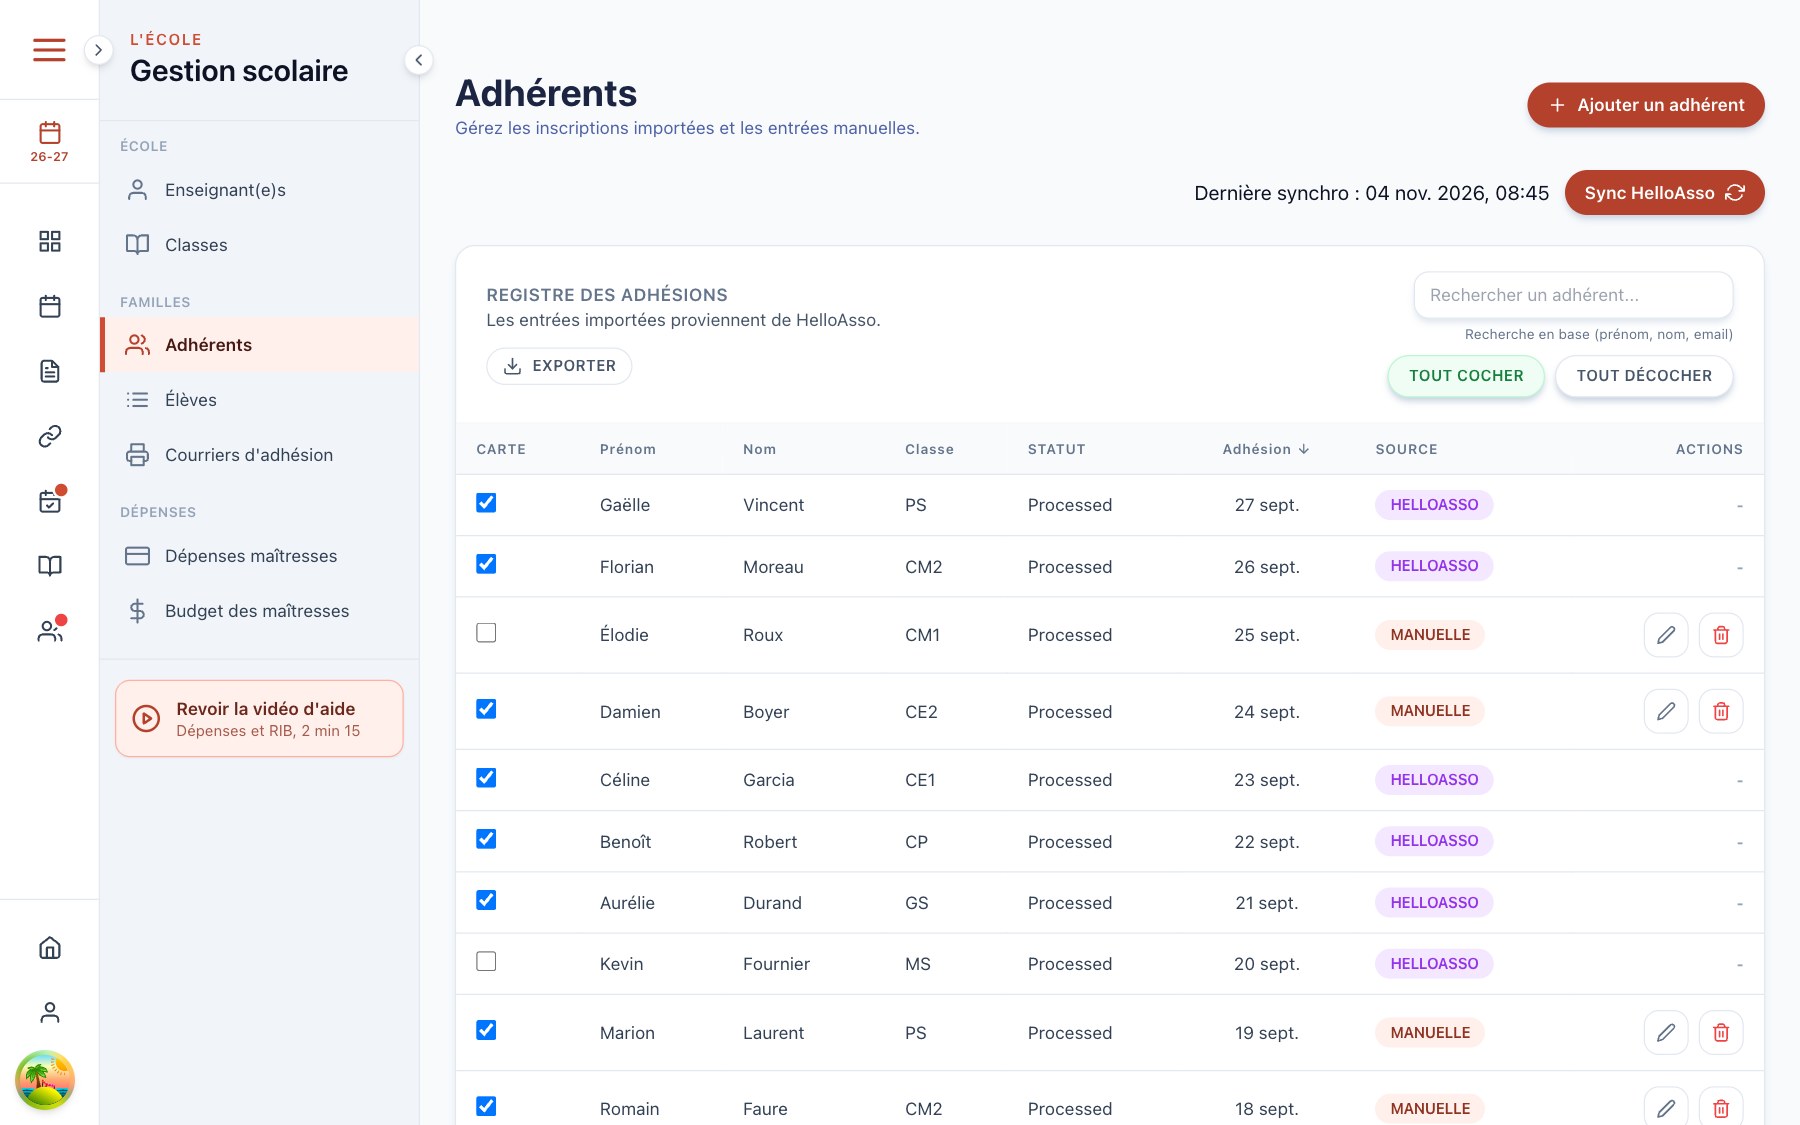 L'ÉCOLE
Gestion scolaire
26-27
ÉCOLE
Enseignant(e)s
Classes
FAMILLES
Adhérents
Élèves
Courriers d'adhésion
DÉPENSES
Dépenses maîtresses
Budget des maîtresses
Revoir la vidéo d'aide
Dépenses et RIB, 2 min 15
Adhérents
Gérez les inscriptions importées et les entrées manuelles.
Ajouter un adhérent
Dernière synchro : 04 nov. 2026, 08:45
Sync HelloAsso
REGISTRE DES ADHÉSIONS
Les entrées importées proviennent de HelloAsso.
EXPORTER
Rechercher un adhérent...
Recherche en base (prénom, nom, email)
TOUT COCHER
TOUT DÉCOCHER
CARTE Prénom Nom Classe STATUT Adhésion ↓ SOURCE ACTIONS
Gaëlle Vincent PS Processed 27 sept. HELLOASSO -
Florian Moreau CM2 Processed 26 sept. HELLOASSO -
Élodie Roux CM1 Processed 25 sept. MANUELLE
Damien Boyer CE2 Processed 24 sept. MANUELLE
Céline Garcia CE1 Processed 23 sept. HELLOASSO -
Benoît Robert CP Processed 22 sept. HELLOASSO -
Aurélie Durand GS Processed 21 sept. HELLOASSO -
Kevin Fournier MS Processed 20 sept. HELLOASSO -
Marion Laurent PS Processed 19 sept. MANUELLE
Romain Faure CM2 Processed 18 sept. MANUELLE